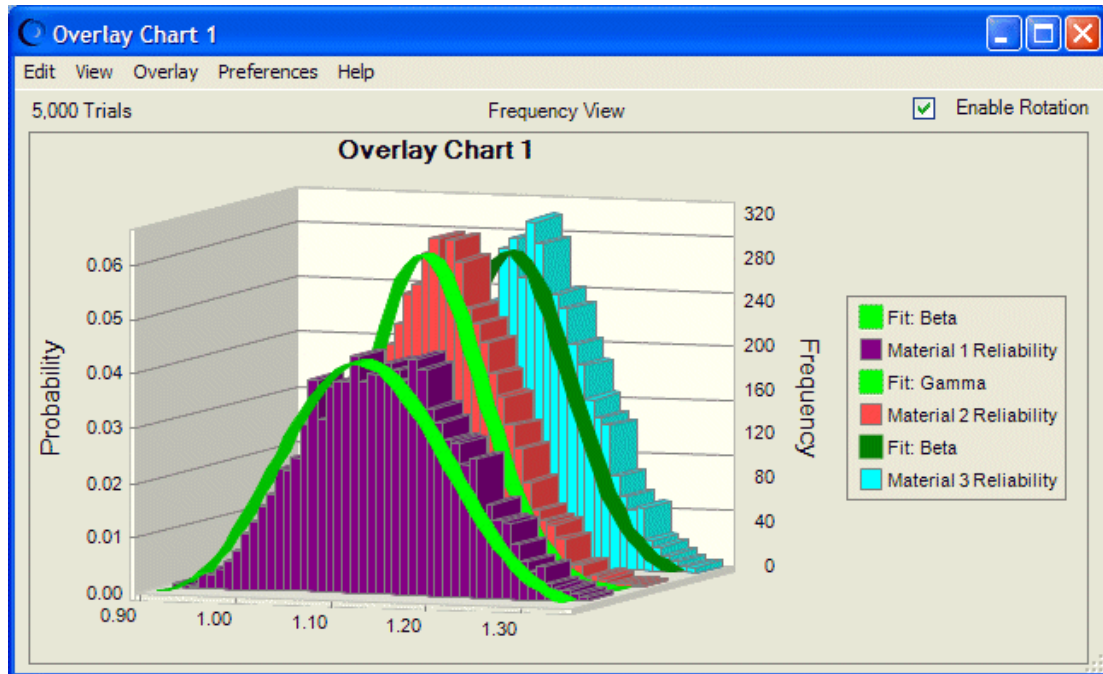 Overlay Chart 1
Edit View Overlay Preferences Help
5,000 Trials Frequency View Enable Rotation
Overlay Chart 1
Probability
0.06
0.05
0.04
0.03
0.02
0.01
0.00
0.90 1.00 1.10 1.20 1.30
320
280
240
200
160
120
80
40
0
Frequency
Fit: Beta
Material 1 Reliability
Fit: Gamma
Material 2 Reliability
Fit: Beta
Material 3 Reliability